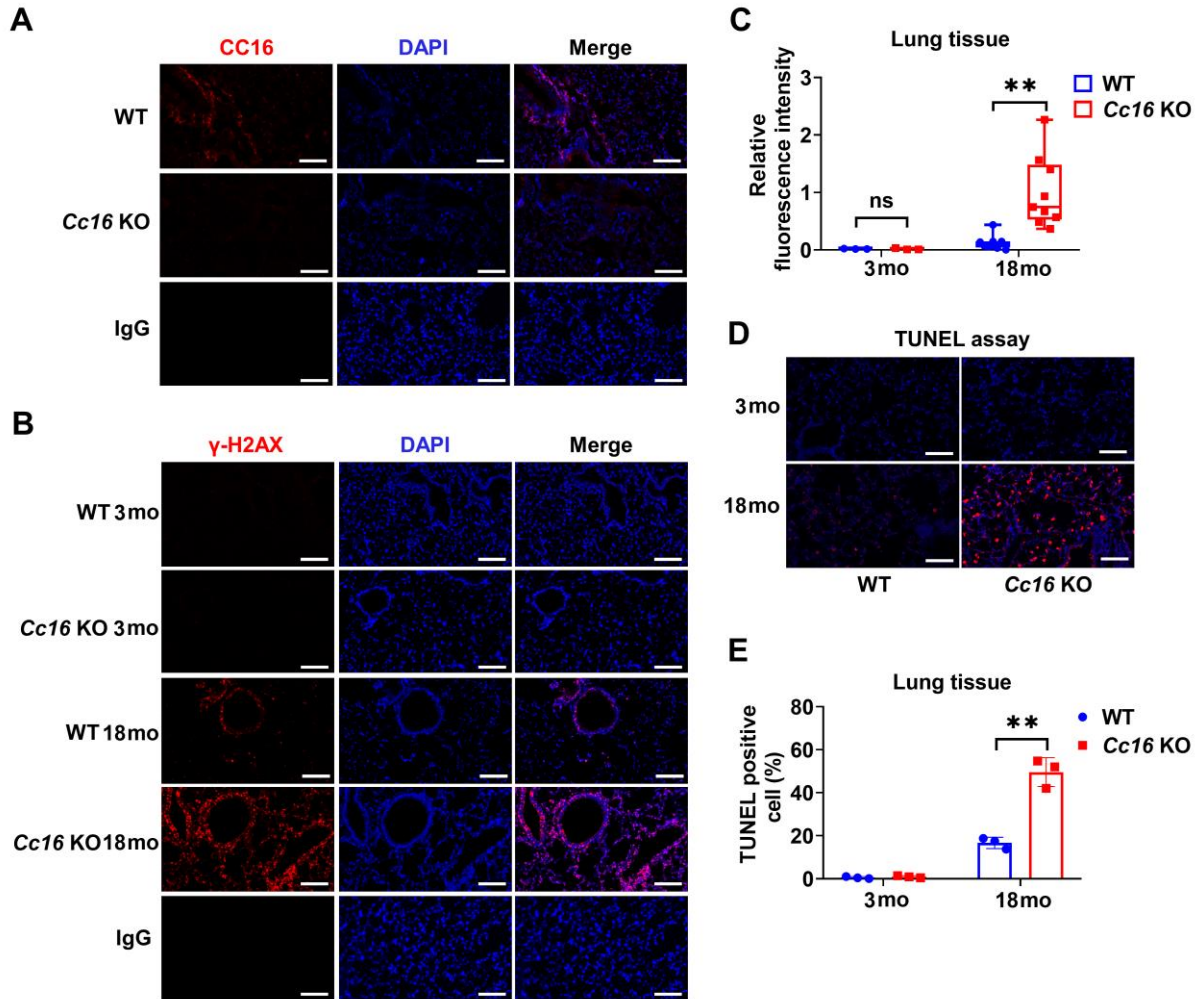 A
CC16 DAPI Merge
WT
Cc16 KO
IgG
B
γ-H2AX DAPI Merge
WT 3mo
Cc16 KO 3mo
WT 18mo
Cc16 KO18mo
IgG
C
Lung tissue
Relative
fluorescence intensity
3
2
1
0
ns
**
3mo 18mo
WT
Cc16 KO
D
TUNEL assay
3mo
18mo
WT Cc16 KO
E
Lung tissue
TUNEL positive
cell (%)
80
60
40
20
0
**
3mo 18mo
WT
Cc16 KO